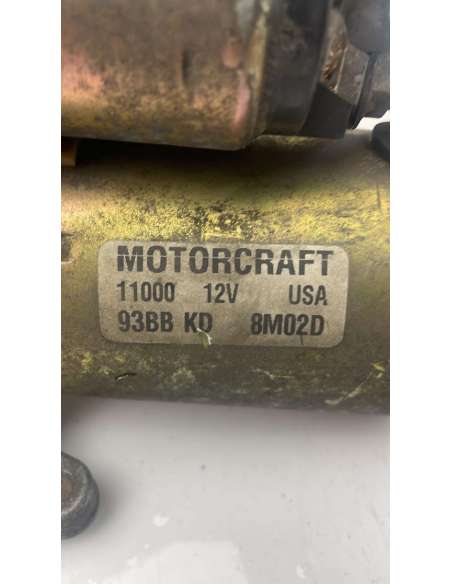 MOTORCRAFT
11000 12V USA
93BB KD 8M02D